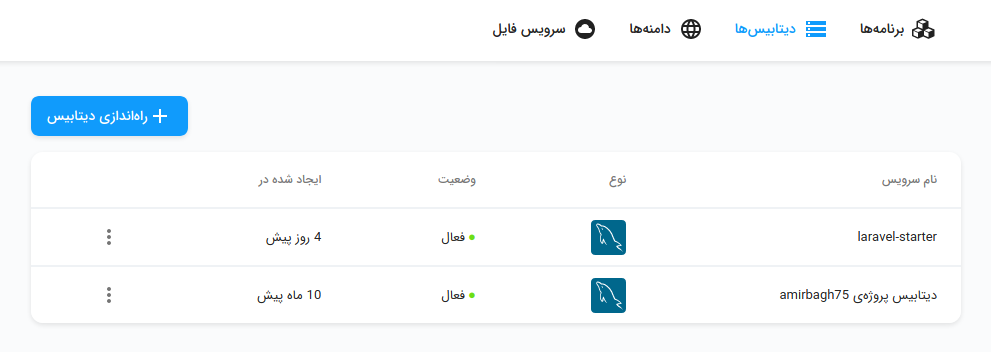 برنامه‌ها دیتابیس‌ها دامنه‌ها سرویس فایل
راه‌اندازی دیتابیس
نام سرویس نوع وضعیت ایجاد شده در
laravel-starter فعال 4 روز پیش
دیتابیس پروژه‌ی amirbagh75 فعال 10 ماه پیش